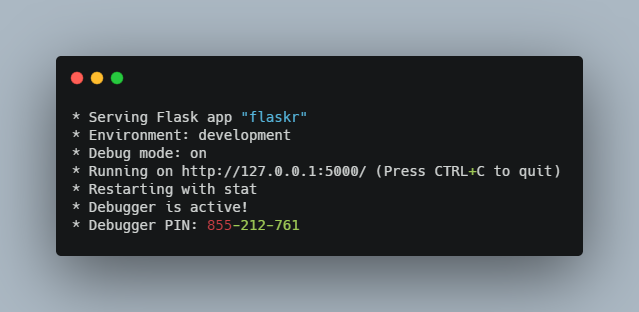 * Serving Flask app "flaskr"
* Environment: development
* Debug mode: on
* Running on http://127.0.0.1:5000/ (Press CTRL+C to quit)
* Restarting with stat
* Debugger is active!
* Debugger PIN: 855-212-761